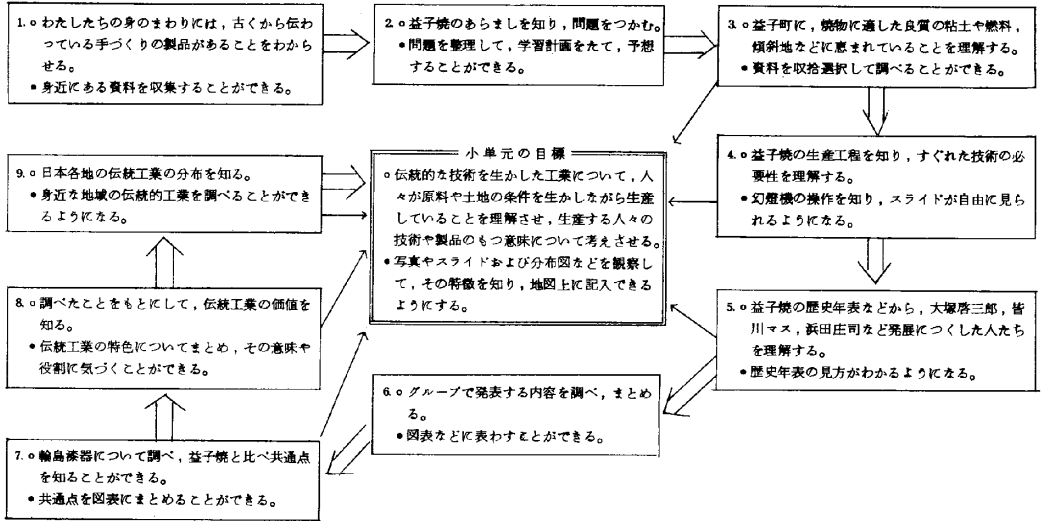 1. ○ わたしたちの身のまわりには，古くから伝わ
っている手づくりの製品があることをわから
せる。
● 身近にある資料を収集することができる。
2. ○ 益子焼のあらましを知り，問題をつかむ。
● 問題を整理して，学習計画をたて，予想
することができる。
3. ○ 益子町に，焼物に適した良質の粘土や燃料，
傾斜地などに恵まれていることを理解する。
● 資料を収拾選択して調べることができる。
4. ○ 益子焼の生産工程を知り，すぐれた技術の必
要性を理解する。
● 幻燈機の操作を知り，スライドが自由に見
られるようになる。
5. ○ 益子焼の歴史年表などから，大塚啓三郎，皆
川マス，浜田庄司など発展につくした人たち
を理解する。
● 歴史年表の見方がわかるようになる。
6. ○ グループで発表する内容を調べ，まとめ
る。
● 図表などに表わすことができる。
7. ○ 輪島漆器について調べ，益子焼と比べ共通点
を知ることができる。
● 共通点を図表にまとめることができる。
8. ○ 調べたことをもとにして，伝統工業の価値を
知る。
● 伝統工業の特色についてまとめ，その意味や
役割に気づくことができる。
9. ○ 日本各地の伝統工業の分布を知る。
● 身近な地域の伝統的工業を調べることができ
るようになる。
小単元の目標
○ 伝統的な技術を生かした工業について，人
々が原料や土地の条件を生かしながら生産
していることを理解させ，生産する人々の
技術や製品のもつ意味について考えさせる。
● 写真やスライドおよび分布図などを観察し
て，その特徴を知り，地図上に記入できる
ようにする。